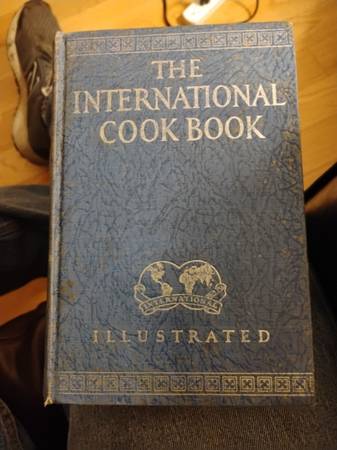 THE
INTERNATIONAL
COOK BOOK
INTERNATIONAL
ILLUSTRATED